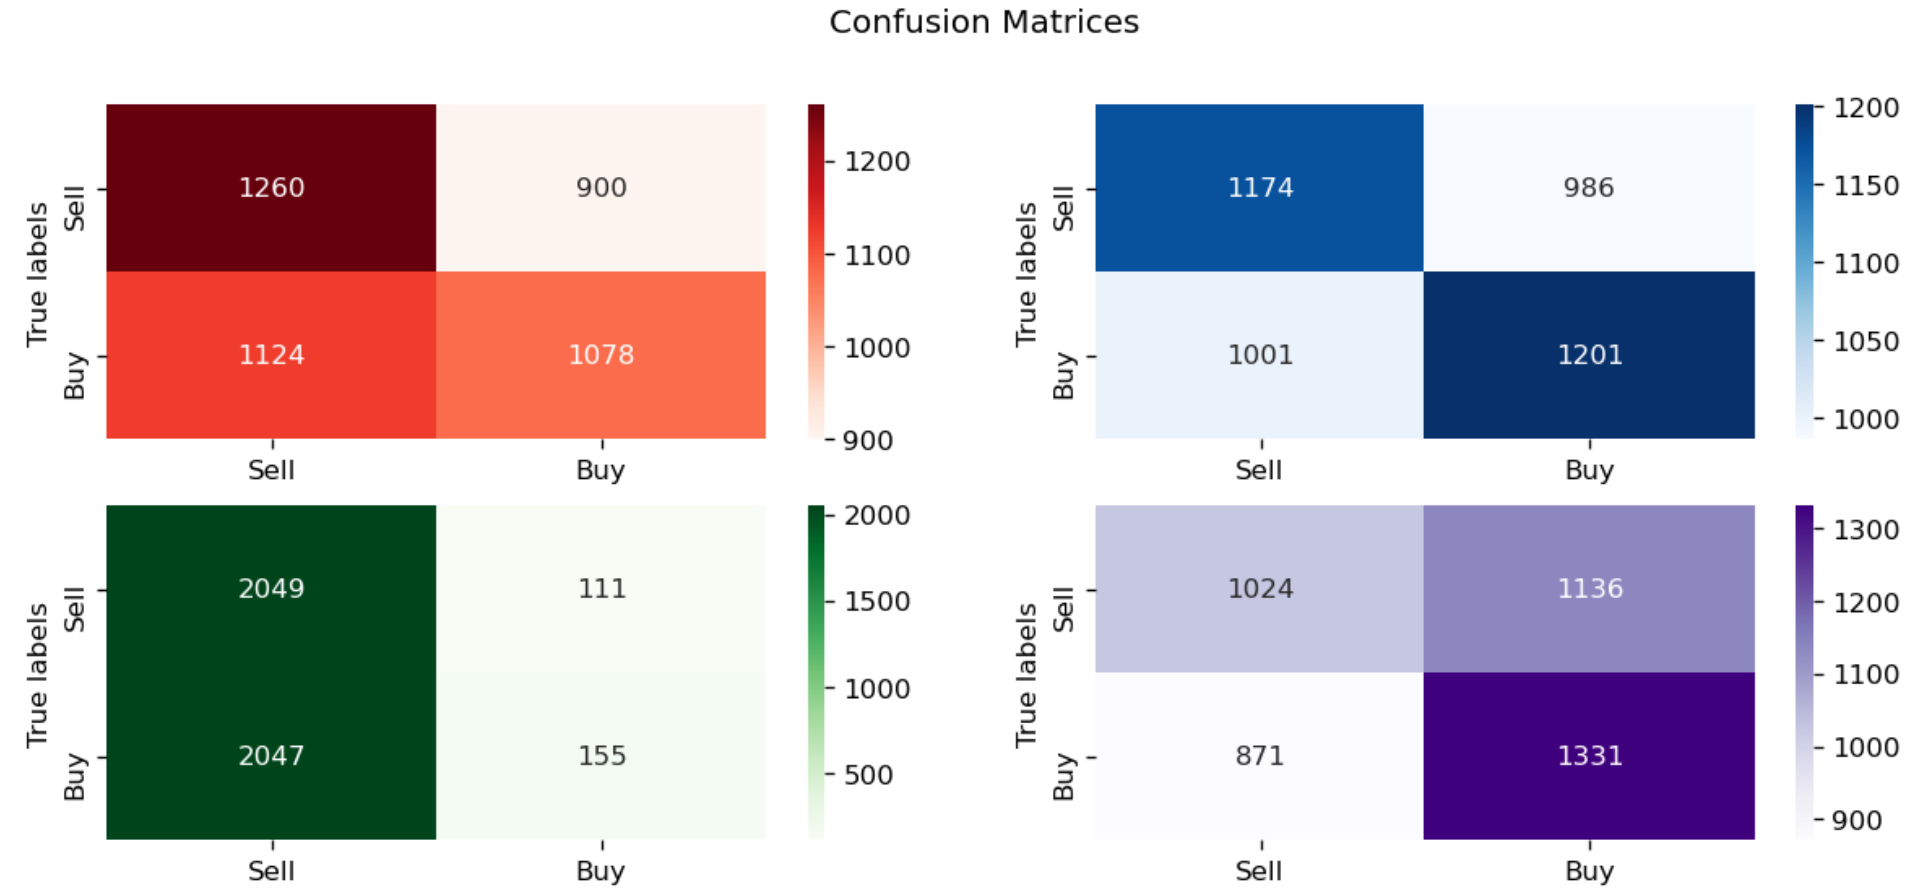 Confusion Matrices
True labels
Sell
Buy
1260 900
1124 1078
Sell Buy
1200
1100
1000
900
True labels
Sell
Buy
1174 986
1001 1201
Sell Buy
1200
1150
1100
1050
1000
True labels
Sell
Buy
2049 111
2047 155
Sell Buy
2000
1500
1000
500
True labels
Sell
Buy
1024 1136
871 1331
Sell Buy
1300
1200
1100
1000
900